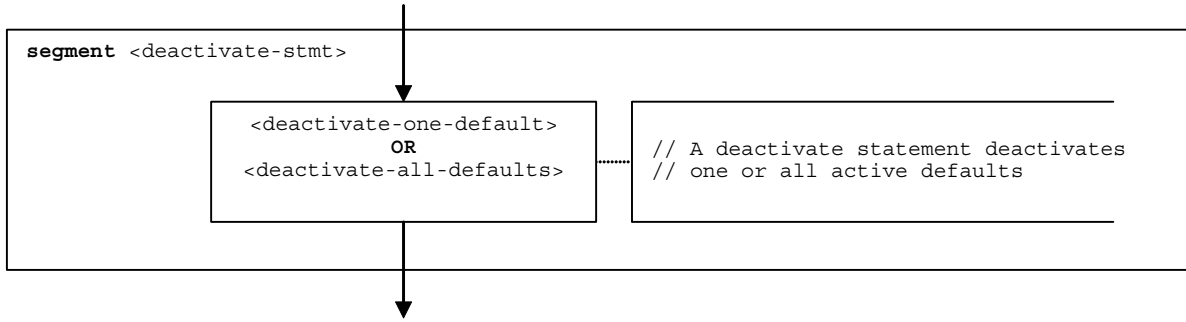 segment <deactivate-stmt>
<deactivate-one-default>
OR
<deactivate-all-defaults>
// A deactivate statement deactivates
// one or all active defaults